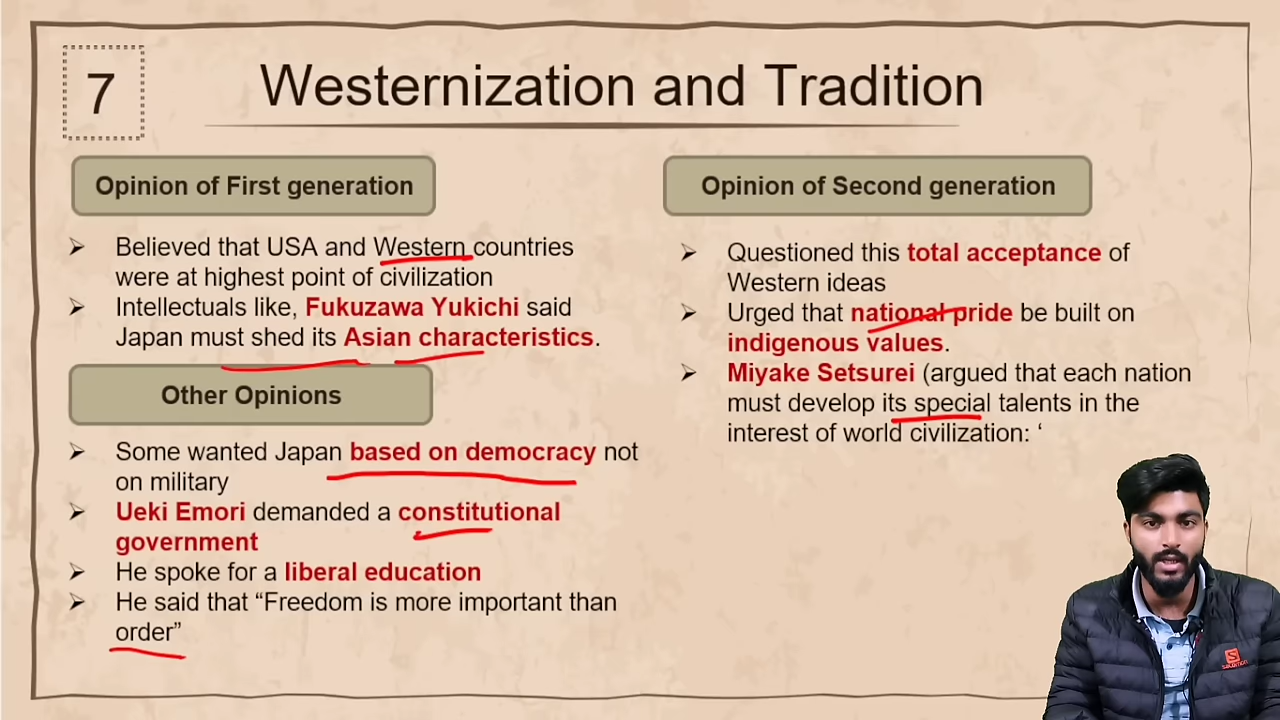 7
Westernization and Tradition
Opinion of First generation
➢ Believed that USA and Western countries
were at highest point of civilization
➢ Intellectuals like, Fukuzawa Yukichi said
Japan must shed its Asian characteristics.
Other Opinions
➢ Some wanted Japan based on democracy not
on military
➢ Ueki Emori demanded a constitutional
government
➢ He spoke for a liberal education
➢ He said that “Freedom is more important than
order”
Opinion of Second generation
➢ Questioned this total acceptance of
Western ideas
➢ Urged that national pride be built on
indigenous values.
➢ Miyake Setsurei (argued that each nation
must develop its special talents in the
interest of world civilization: ‘
salomon